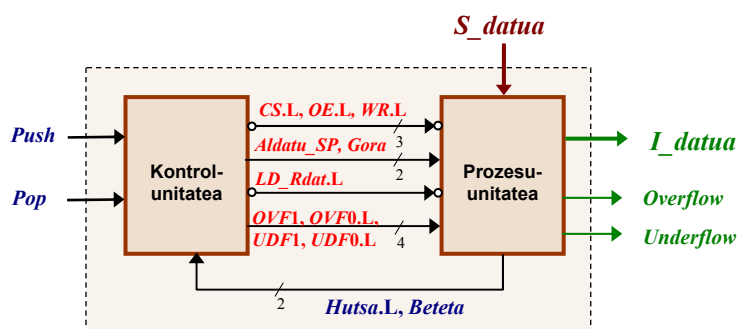 S_datua
CS.L, OE.L, WR.L
3
Push
Aldatu_SP, Gora
2
I_datua
Kontrol-
unitatea
Prozesu-
unitatea
LD_Rdat.L
Pop
Overflow
OVF1, OVF0.L,
UDF1, UDF0.L
4
Underflow
2
Hutsa.L, Beteta